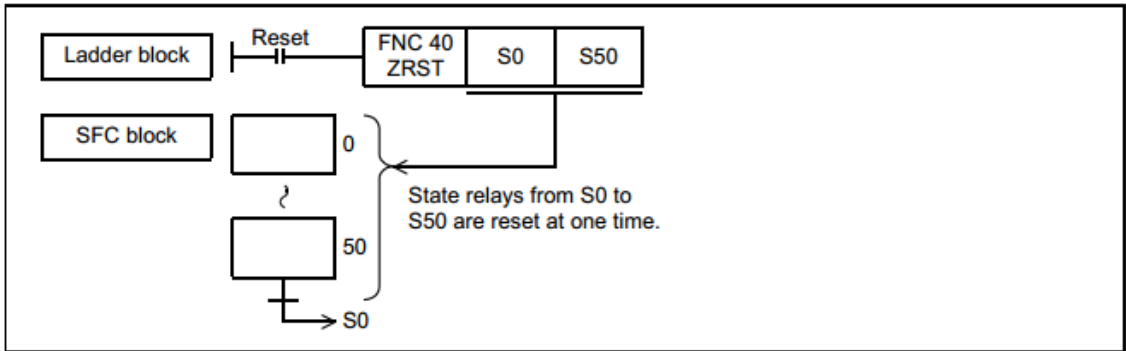 Reset
Ladder block
FNC 40
ZRST
S0
S50
SFC block
0
State relays from S0 to
S50 are reset at one time.
50
S0